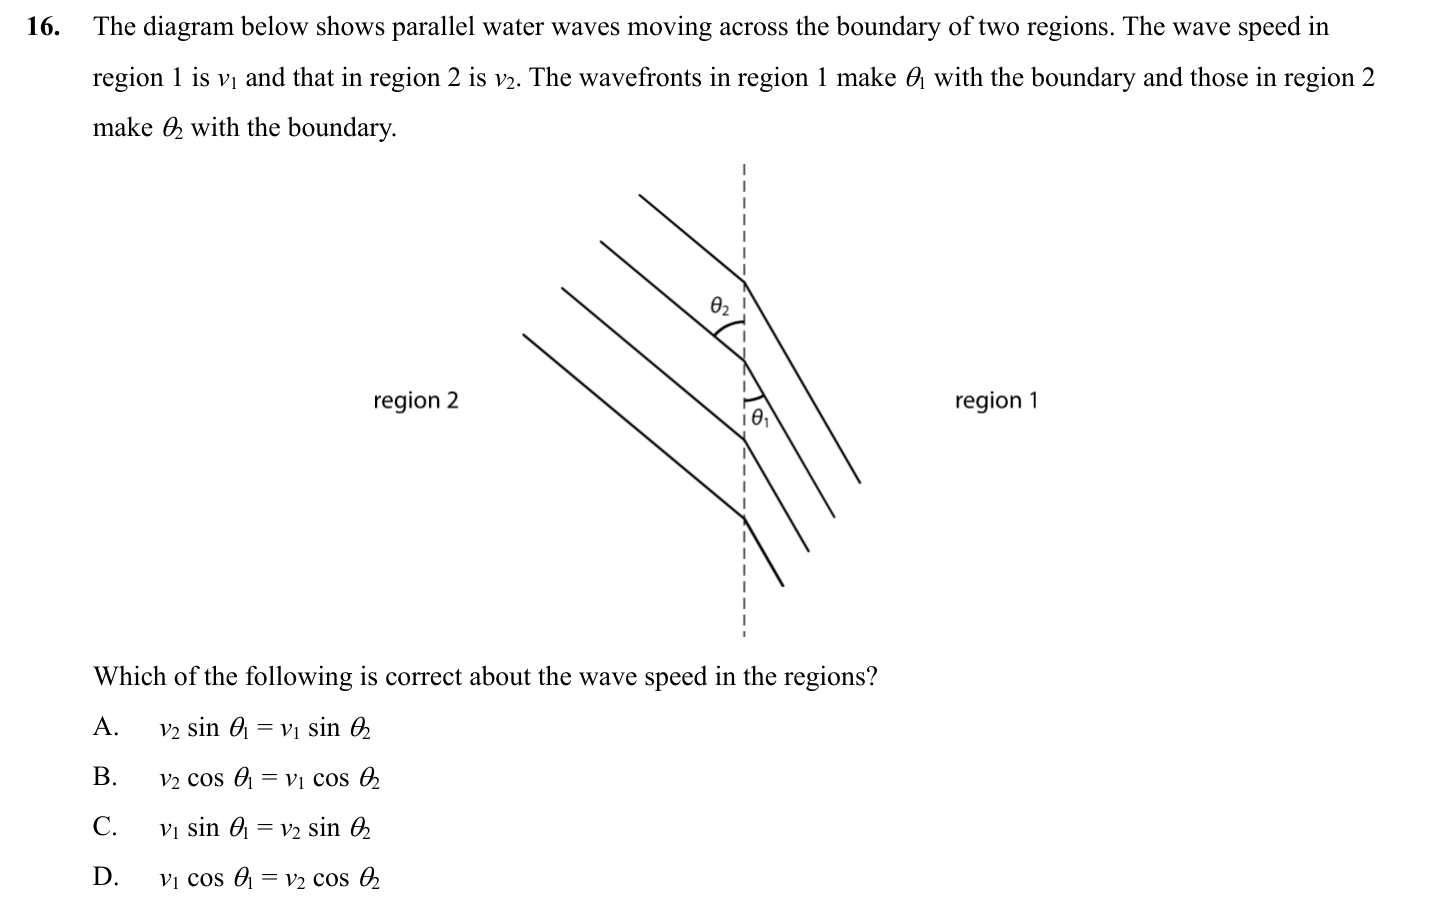 16. The diagram below shows parallel water waves moving across the boundary of two regions. The wave speed in
region 1 is v₁ and that in region 2 is v₂. The wavefronts in region 1 make θ₁ with the boundary and those in region 2
make θ₂ with the boundary.
θ₂
region 2
region 1
θ₁
Which of the following is correct about the wave speed in the regions?
A. v₂ sin θ₁ = v₁ sin θ₂
B. v₂ cos θ₁ = v₁ cos θ₂
C. v₁ sin θ₁ = v₂ sin θ₂
D. v₁ cos θ₁ = v₂ cos θ₂